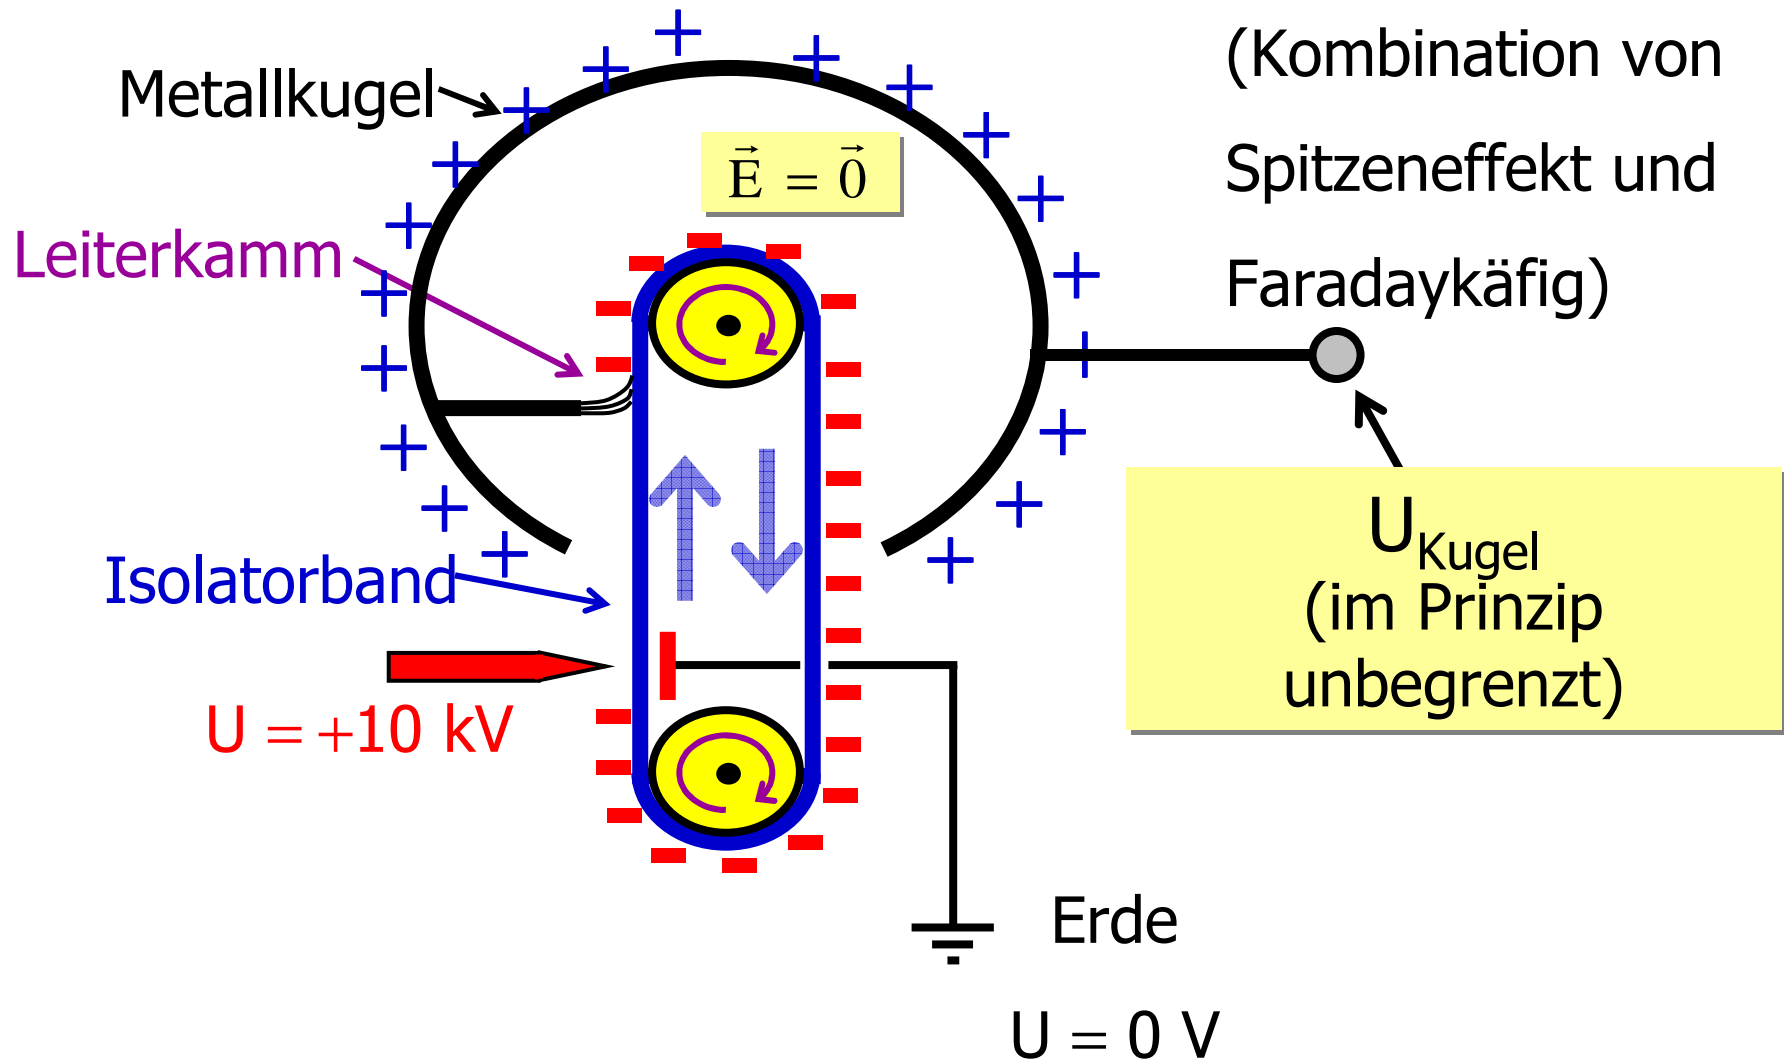 (Kombination von
Spitzeneffekt und
Faradaykäfig)
Metallkugel
E⃗ = 0⃗
Leiterkamm
Isolatorband
U = +10 kV
U_Kugel
(im Prinzip
unbegrenzt)
Erde
U = 0 V